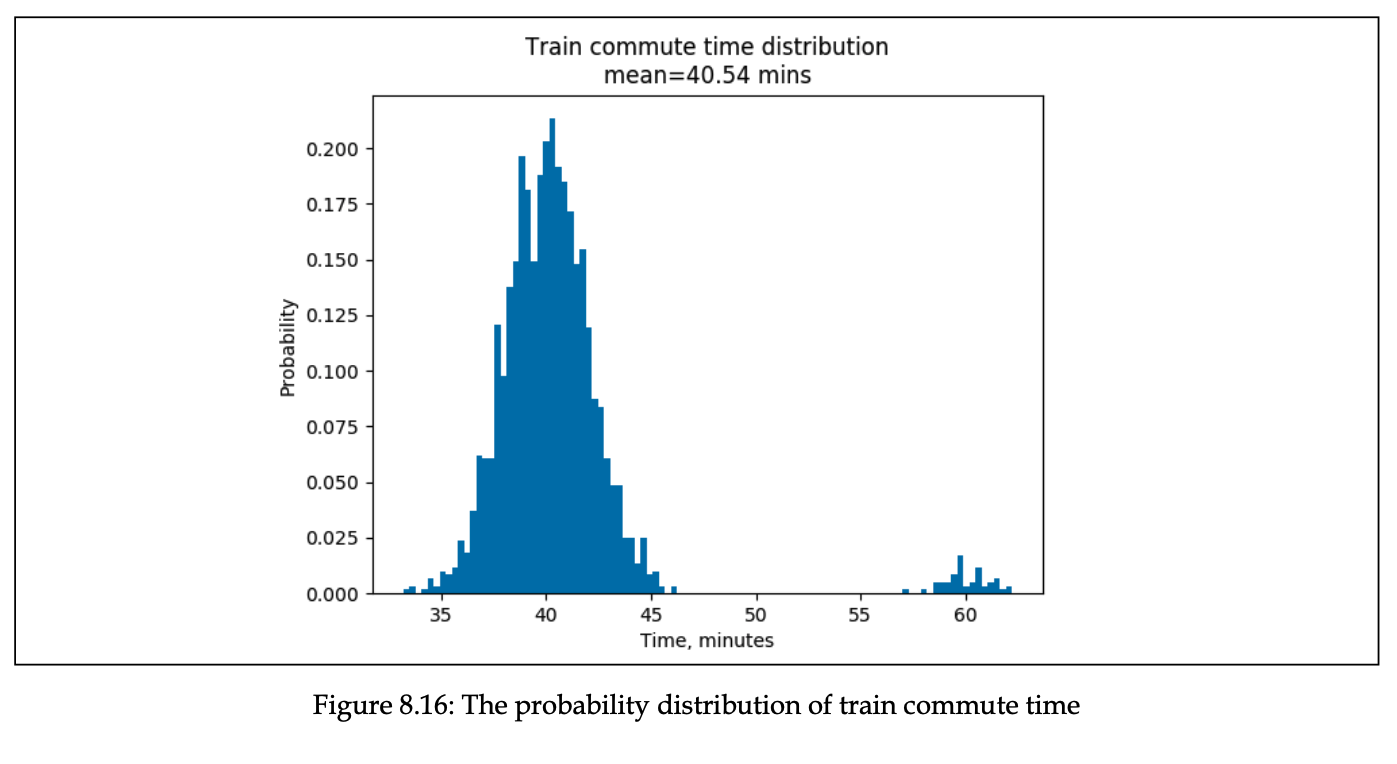 Train commute time distribution
mean=40.54 mins
Probability
0.200
0.175
0.150
0.125
0.100
0.075
0.050
0.025
0.000
35 40 45 50 55 60
Time, minutes
Figure 8.16: The probability distribution of train commute time